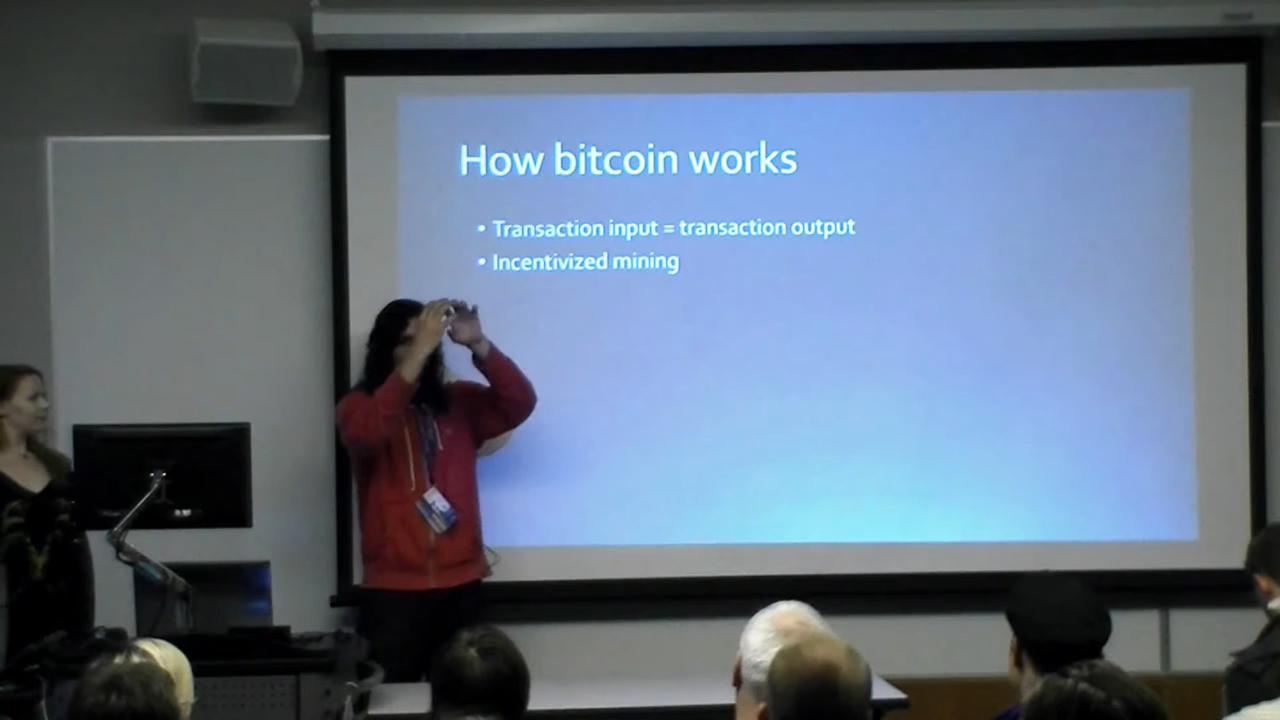 How bitcoin works
• Transaction input = transaction output
• Incentivized mining